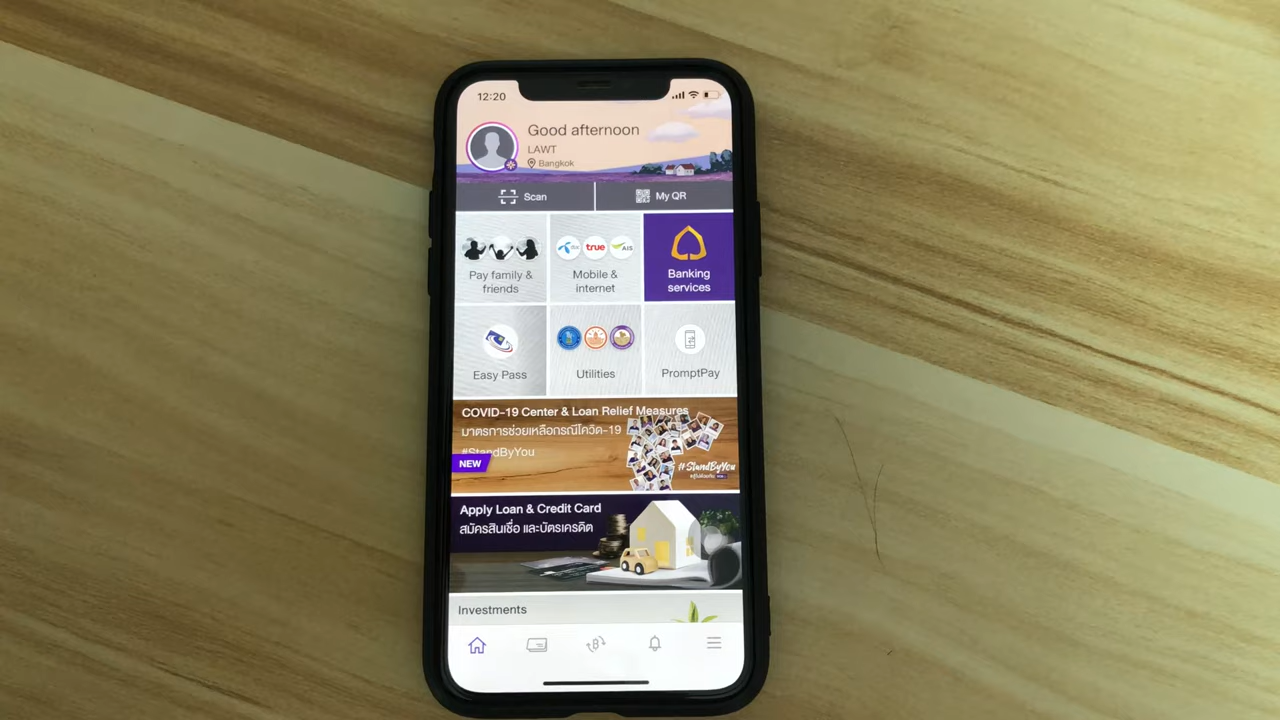 12:20
Good afternoon
LAWT
Bangkok
Scan
My QR
true
AIS
Pay family &
friends
Mobile &
internet
Banking
services
Easy Pass
Utilities
PromptPay
COVID-19 Center & Loan Relief Measures
มาตรการช่วยเหลือกรณีโควิด-19
#StandByYou
NEW
#StandByYou
Apply Loan & Credit Card
สมัครสินเชื่อ และบัตรเครดิต
Investments